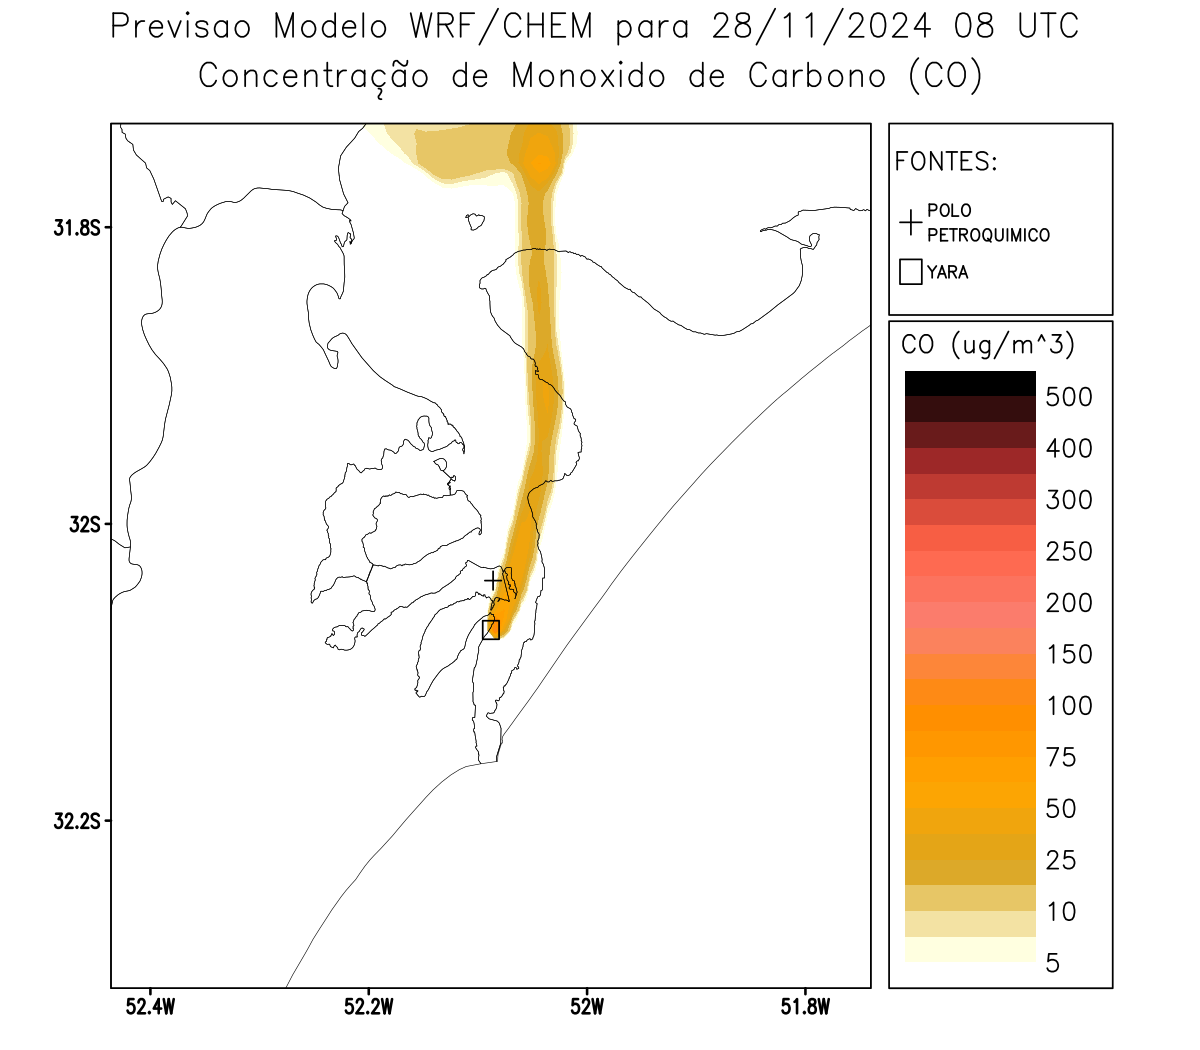 Previsao Modelo WRF/CHEM para 28/11/2024 08 UTC
Concentração de Monoxido de Carbono (CO)
FONTES:
POLO
PETROQUIMICO
YARA
31.8S
32S
32.2S
52.4W
52.2W
52W
51.8W
CO (ug/m^3)
500
400
300
250
200
150
100
75
50
25
10
5